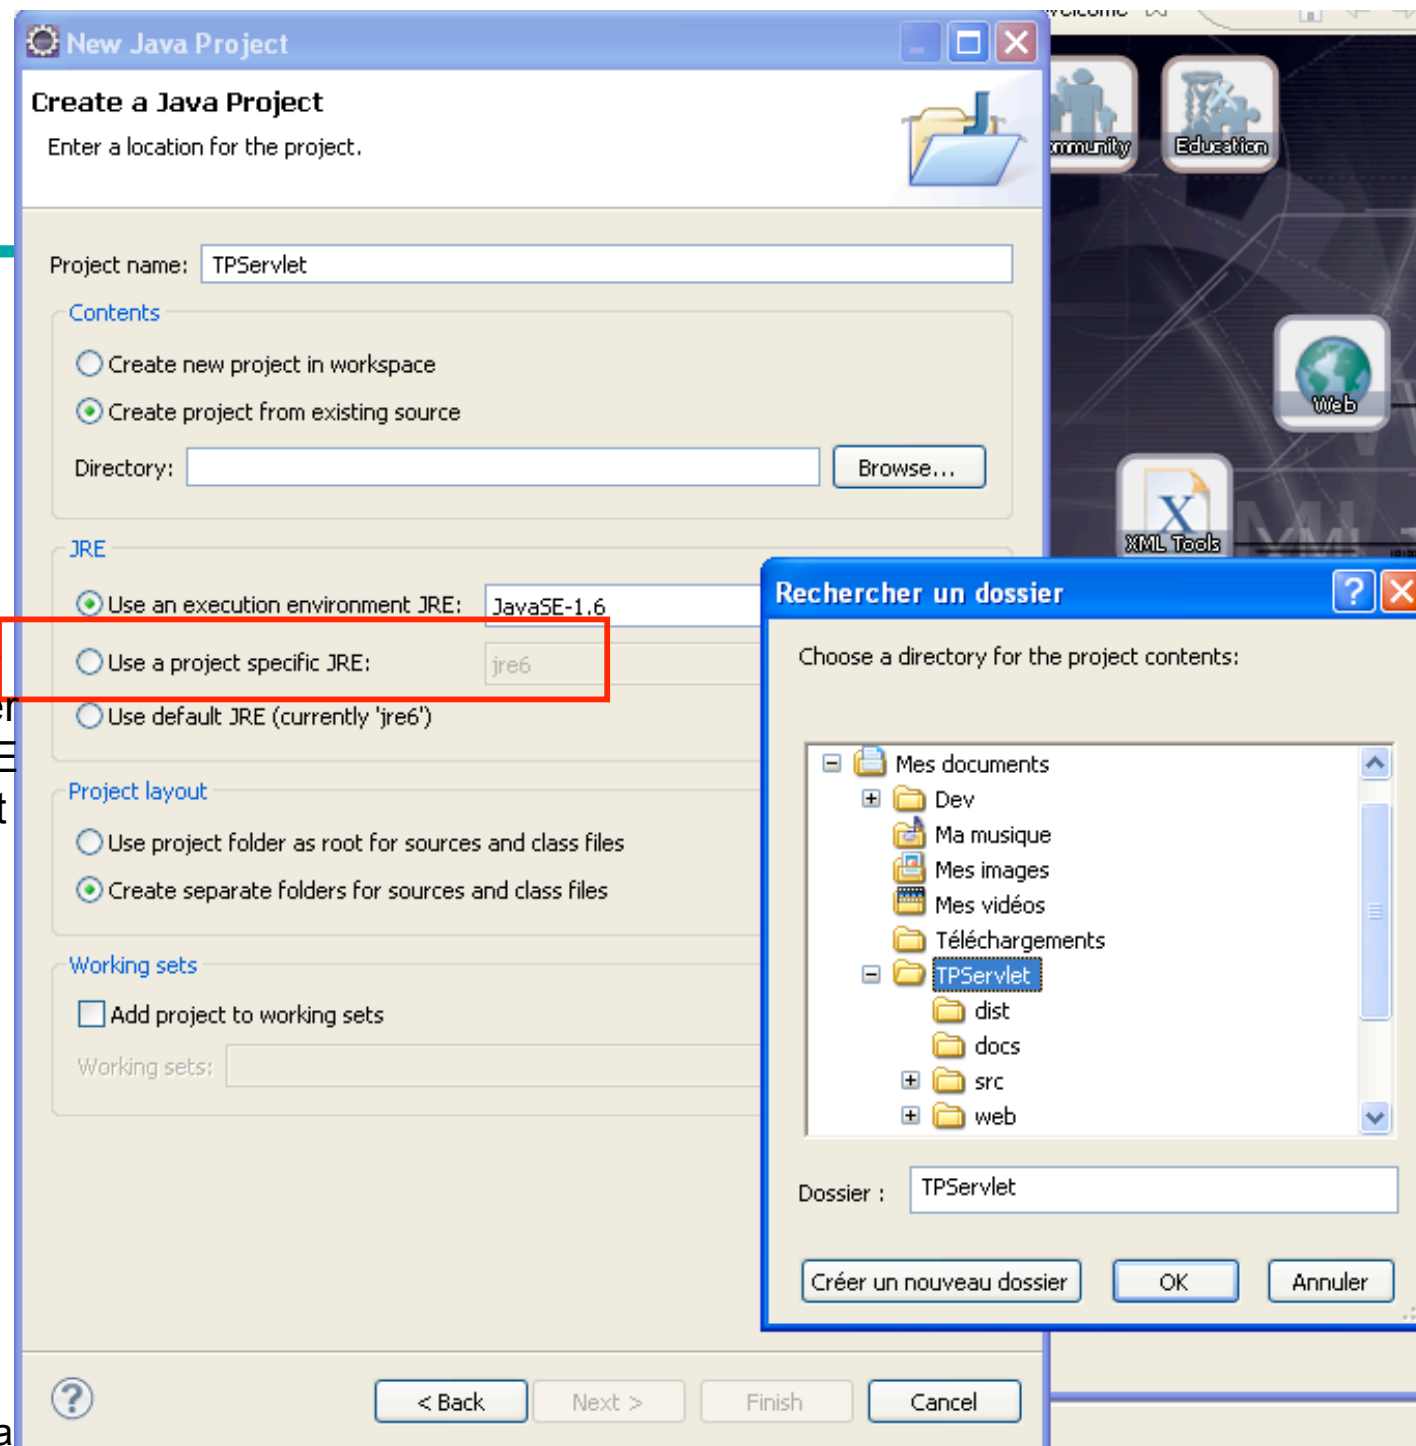 New Java Project
Create a Java Project
Enter a location for the project.
Education
Project name: TPServlet
Contents
Create new project in workspace
Create project from existing source
Directory: Browse...
Web
XML Tools
JRE
Use an execution environment JRE: JavaSE-1.6
Use a project specific JRE: jre6
Use default JRE (currently 'jre6')
Project layout
Use project folder as root for sources and class files
Create separate folders for sources and class files
Working sets
Add project to working sets
Working sets:
< Back Next > Finish Cancel
Rechercher un dossier
Choose a directory for the project contents:
Mes documents
Dev
Ma musique
Mes images
Mes vidéos
Téléchargements
TPServlet
dist
docs
src
web
Dossier : TPServlet
Créer un nouveau dossier OK Annuler